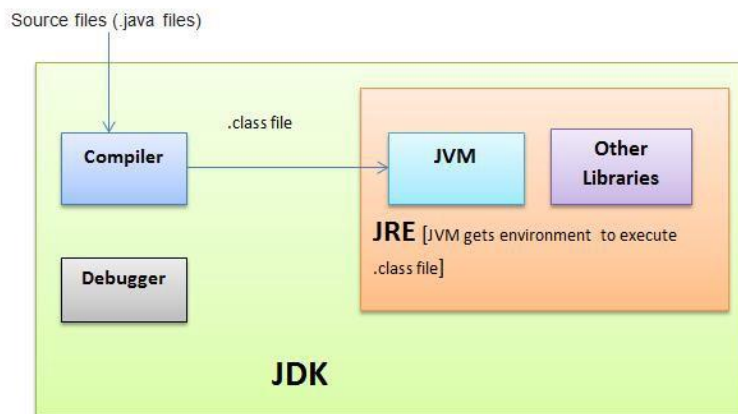 Source files (.java files)
.class file
Compiler
JVM
Other
Libraries
JRE [JVM gets environment to execute
.class file]
Debugger
JDK